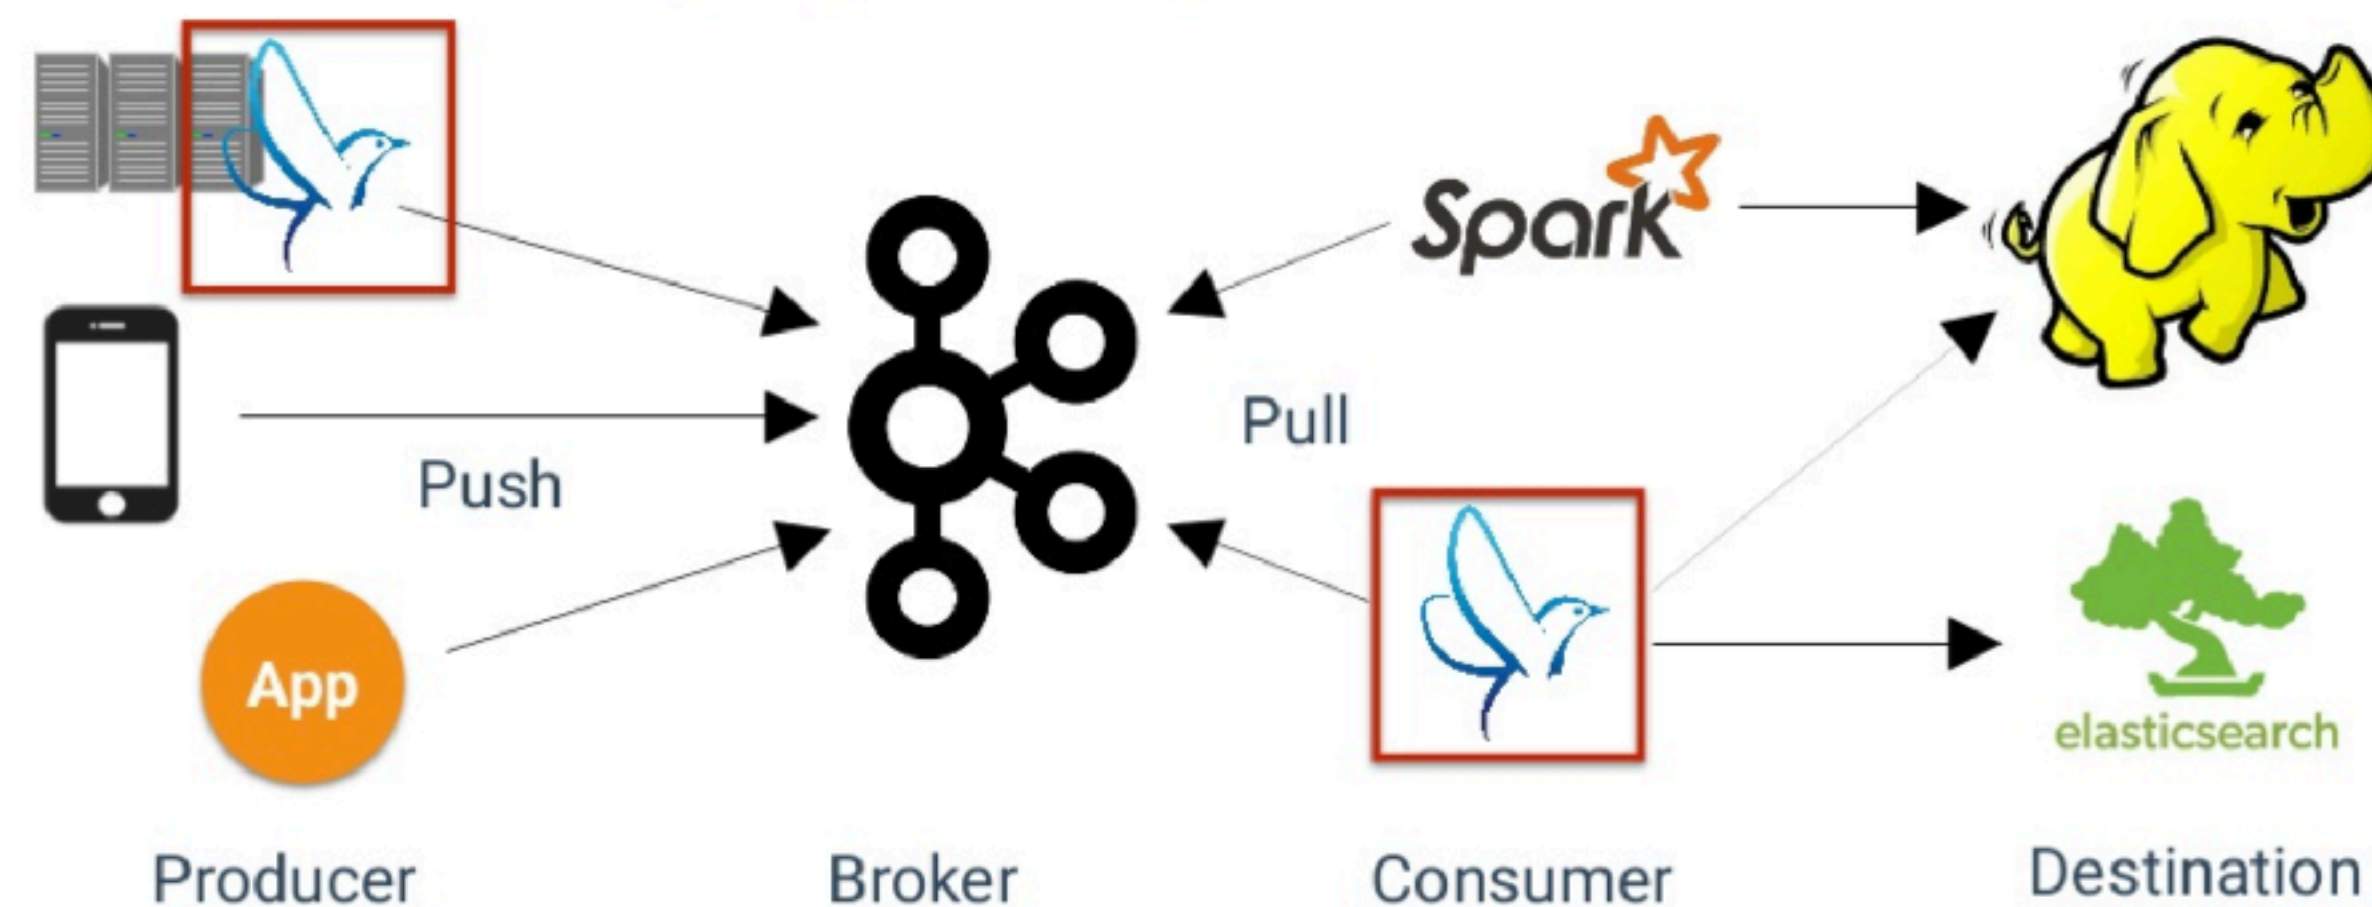 Spark
Pull
Push
App
elasticsearch
Producer
Broker
Consumer
Destination